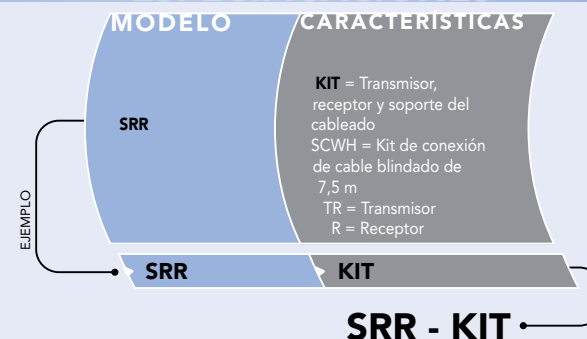 MODELO
CARACTERÍSTICAS
SRR
KIT = Transmisor,
receptor y soporte del
cableado
SCWH = Kit de conexión
de cable blindado de
7,5 m
TR = Transmisor
R = Receptor
EJEMPLO
SRR
KIT
SRR - KIT